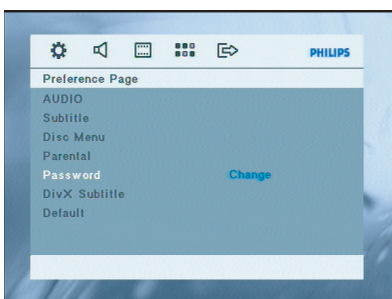 PHILIPS
Preference Page
AUDIO
Subtitle
Disc Menu
Parental
Password Change
DivX Subtitle
Default